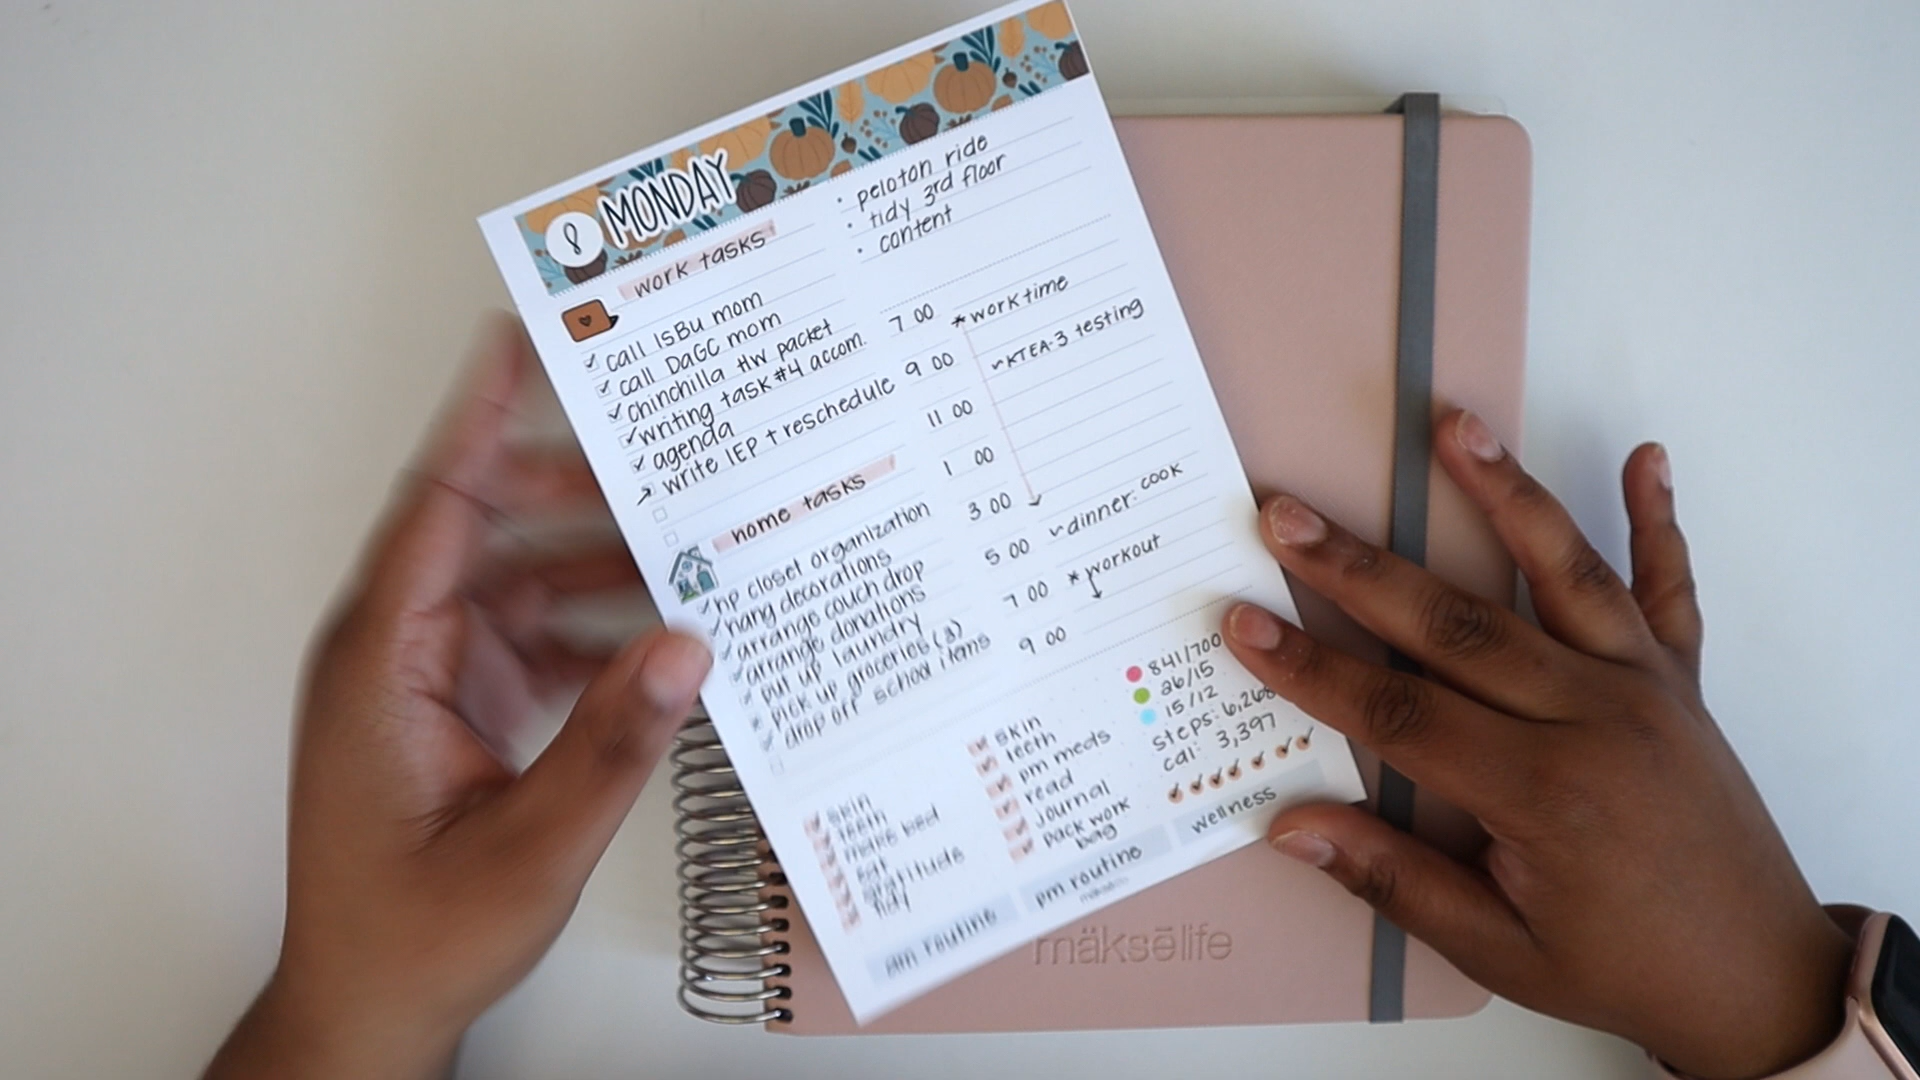 8 MONDAY
work tasks
call IsBu mom
call DaGC mom
chinchilla HW packet
writing task #4 accom.
agenda
write IEP + reschedule
home tasks
hp closet organization
hang decorations
arrange couch drop
arrange donations
put up laundry
pick up groceries (3)
drop off school items
• peloton ride
• tidy 3rd floor
• content
7 00 * work time
KTEA-3 testing
9 00
11 00
1 00
3 00
5 00 dinner: cook
7 00 * workout
9 00
skin
teeth
make bed
eat
gratitude
tidy
am routine
skin
teeth
pm meds
read
journal
pack work
bag
pm routine
mäksēlife
841/700
26/15
15/12
steps: 6,268
cal: 3,397
wellness
mäksēlife